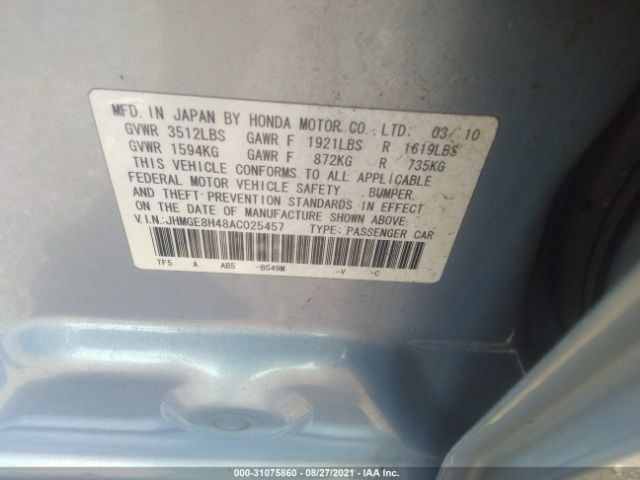 MFD. IN JAPAN BY HONDA MOTOR CO., LTD. 03/10
GVWR 3512LBS GAWR F 1921LBS R 1619LBS
GVWR 1594KG GAWR F 872KG R 735KG
THIS VEHICLE CONFORMS TO ALL APPLICABLE
FEDERAL MOTOR VEHICLE SAFETY, BUMPER,
AND THEFT PREVENTION STANDARDS IN EFFECT
ON THE DATE OF MANUFACTURE SHOWN ABOVE.
V.I.N.:JHMGE8H48AC025457 TYPE: PASSENGER CAR
TF5 A AB5 -B549M -V -C
000-31075860 - 08/27/2021 - IAA Inc.